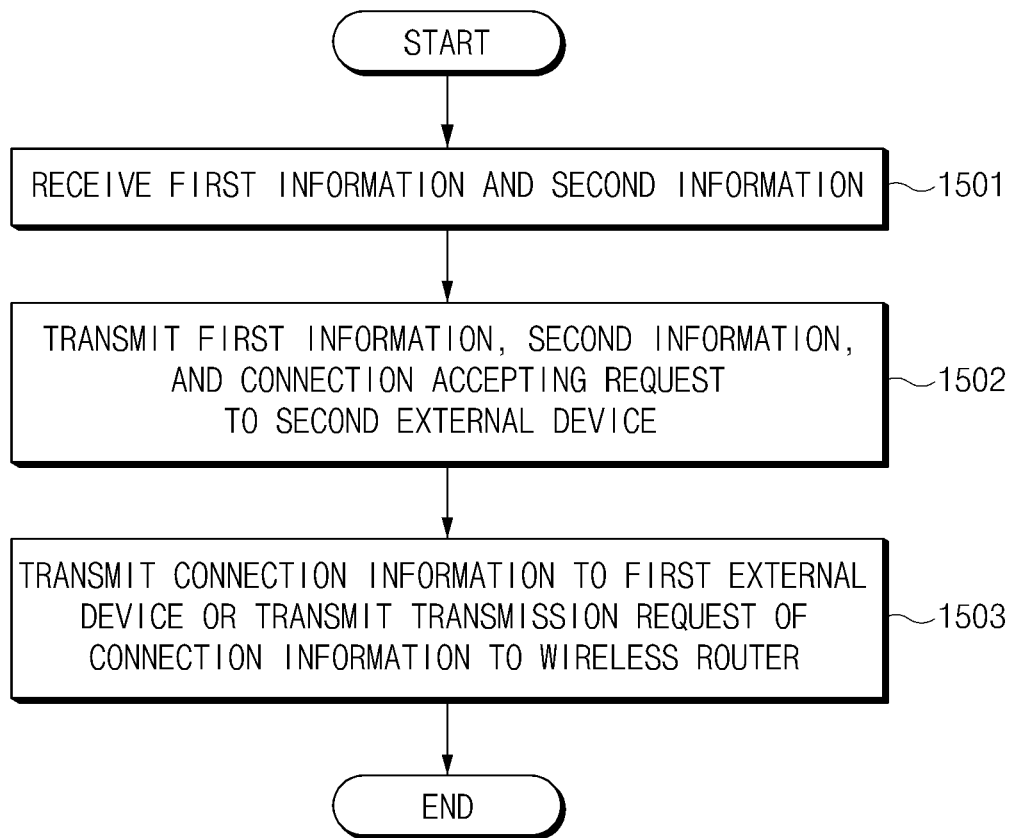 START
RECEIVE FIRST INFORMATION AND SECOND INFORMATION
1501
TRANSMIT FIRST INFORMATION, SECOND INFORMATION,
AND CONNECTION ACCEPTING REQUEST
TO SECOND EXTERNAL DEVICE
1502
TRANSMIT CONNECTION INFORMATION TO FIRST EXTERNAL
DEVICE OR TRANSMIT TRANSMISSION REQUEST OF
CONNECTION INFORMATION TO WIRELESS ROUTER
1503
END